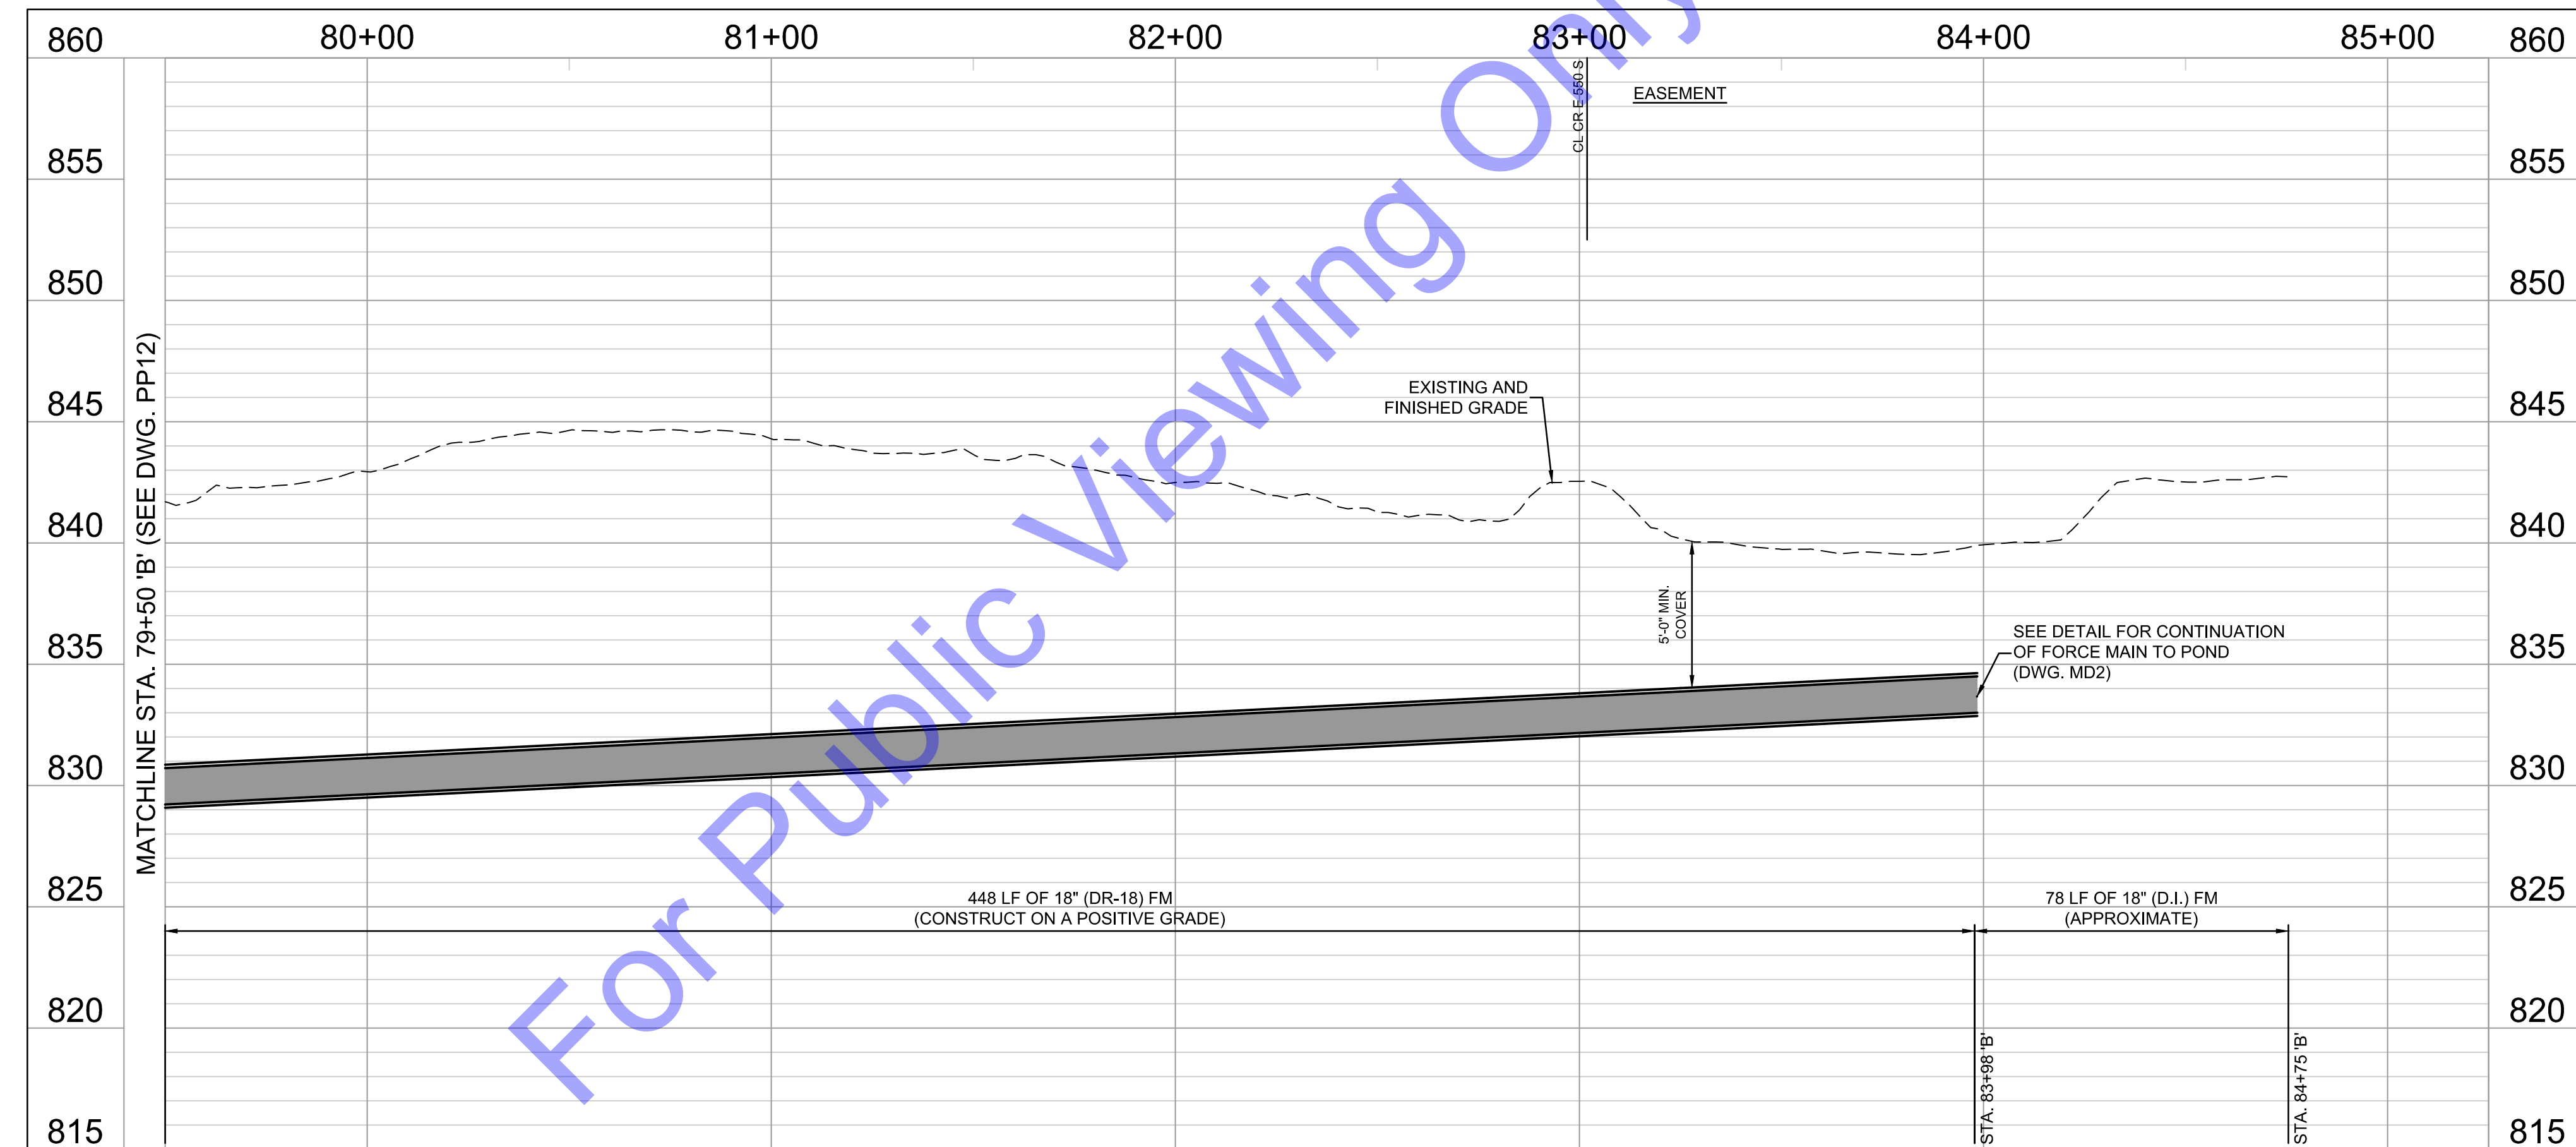 860 80+00 81+00 82+00 83+00 84+00 85+00 860
CL CR E 550 S
EASEMENT
855 855
850 850
EXISTING AND
FINISHED GRADE
845 845
MATCHLINE STA. 79+50 'B' (SEE DWG. PP12)
840 840
5'-0" MIN.
COVER
SEE DETAIL FOR CONTINUATION
OF FORCE MAIN TO POND
(DWG. MD2)
835 835
830 830
825 825
448 LF OF 18" (DR-18) FM
(CONSTRUCT ON A POSITIVE GRADE)
78 LF OF 18" (D.I.) FM
(APPROXIMATE)
820 820
STA. 83+98 'B'
STA. 84+75 'B'
815 815
For Public Viewing Only